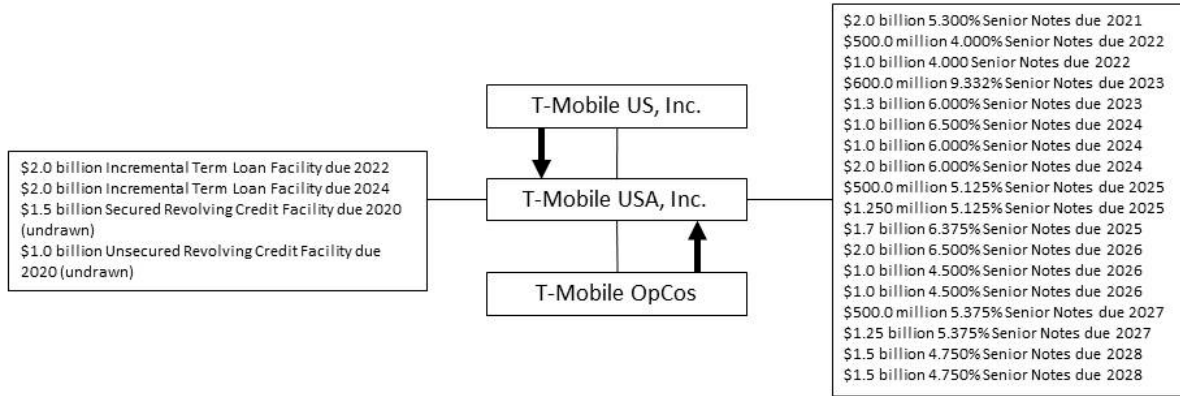 $2.0 billion 5.300% Senior Notes due 2021
$500.0 million 4.000% Senior Notes due 2022
$1.0 billion 4.000 Senior Notes due 2022
$600.0 million 9.332% Senior Notes due 2023
$1.3 billion 6.000% Senior Notes due 2023
$1.0 billion 6.500% Senior Notes due 2024
$1.0 billion 6.000% Senior Notes due 2024
$2.0 billion 6.000% Senior Notes due 2024
$500.0 million 5.125% Senior Notes due 2025
$1.250 million 5.125% Senior Notes due 2025
$1.7 billion 6.375% Senior Notes due 2025
$2.0 billion 6.500% Senior Notes due 2026
$1.0 billion 4.500% Senior Notes due 2026
$1.0 billion 4.500% Senior Notes due 2026
$500.0 million 5.375% Senior Notes due 2027
$1.25 billion 5.375% Senior Notes due 2027
$1.5 billion 4.750% Senior Notes due 2028
$1.5 billion 4.750% Senior Notes due 2028
T-Mobile US, Inc.
T-Mobile USA, Inc.
T-Mobile OpCos
$2.0 billion Incremental Term Loan Facility due 2022
$2.0 billion Incremental Term Loan Facility due 2024
$1.5 billion Secured Revolving Credit Facility due 2020
(undrawn)
$1.0 billion Unsecured Revolving Credit Facility due
2020 (undrawn)